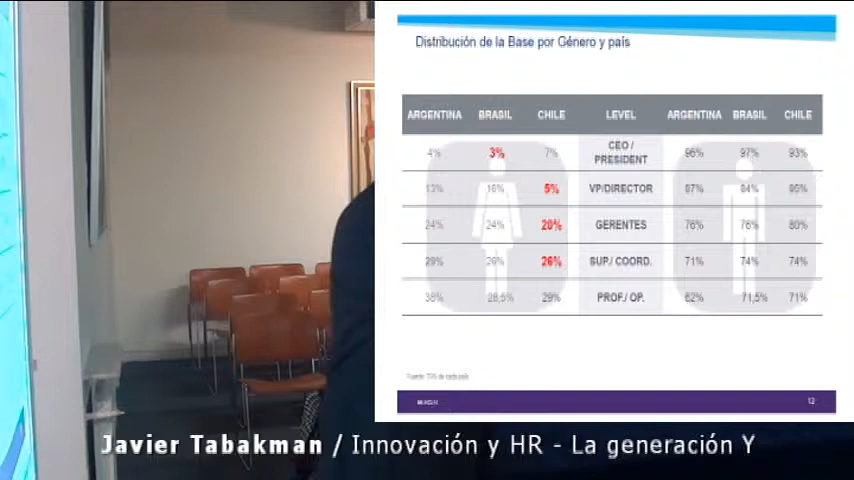 Distribución de la Base por Género y país
ARGENTINA BRASIL CHILE LEVEL ARGENTINA BRASIL CHILE
4% 3% 7% CEO / PRESIDENT 96% 97% 93%
13% 16% 5% VP/DIRECTOR 87% 84% 95%
24% 24% 20% GERENTES 76% 76% 80%
29% 26% 26% SUP./ COORD. 71% 74% 74%
38% 28,5% 29% PROF./ OP. 62% 71,5% 71%
12
Javier Tabakman / Innovación y HR - La generación Y